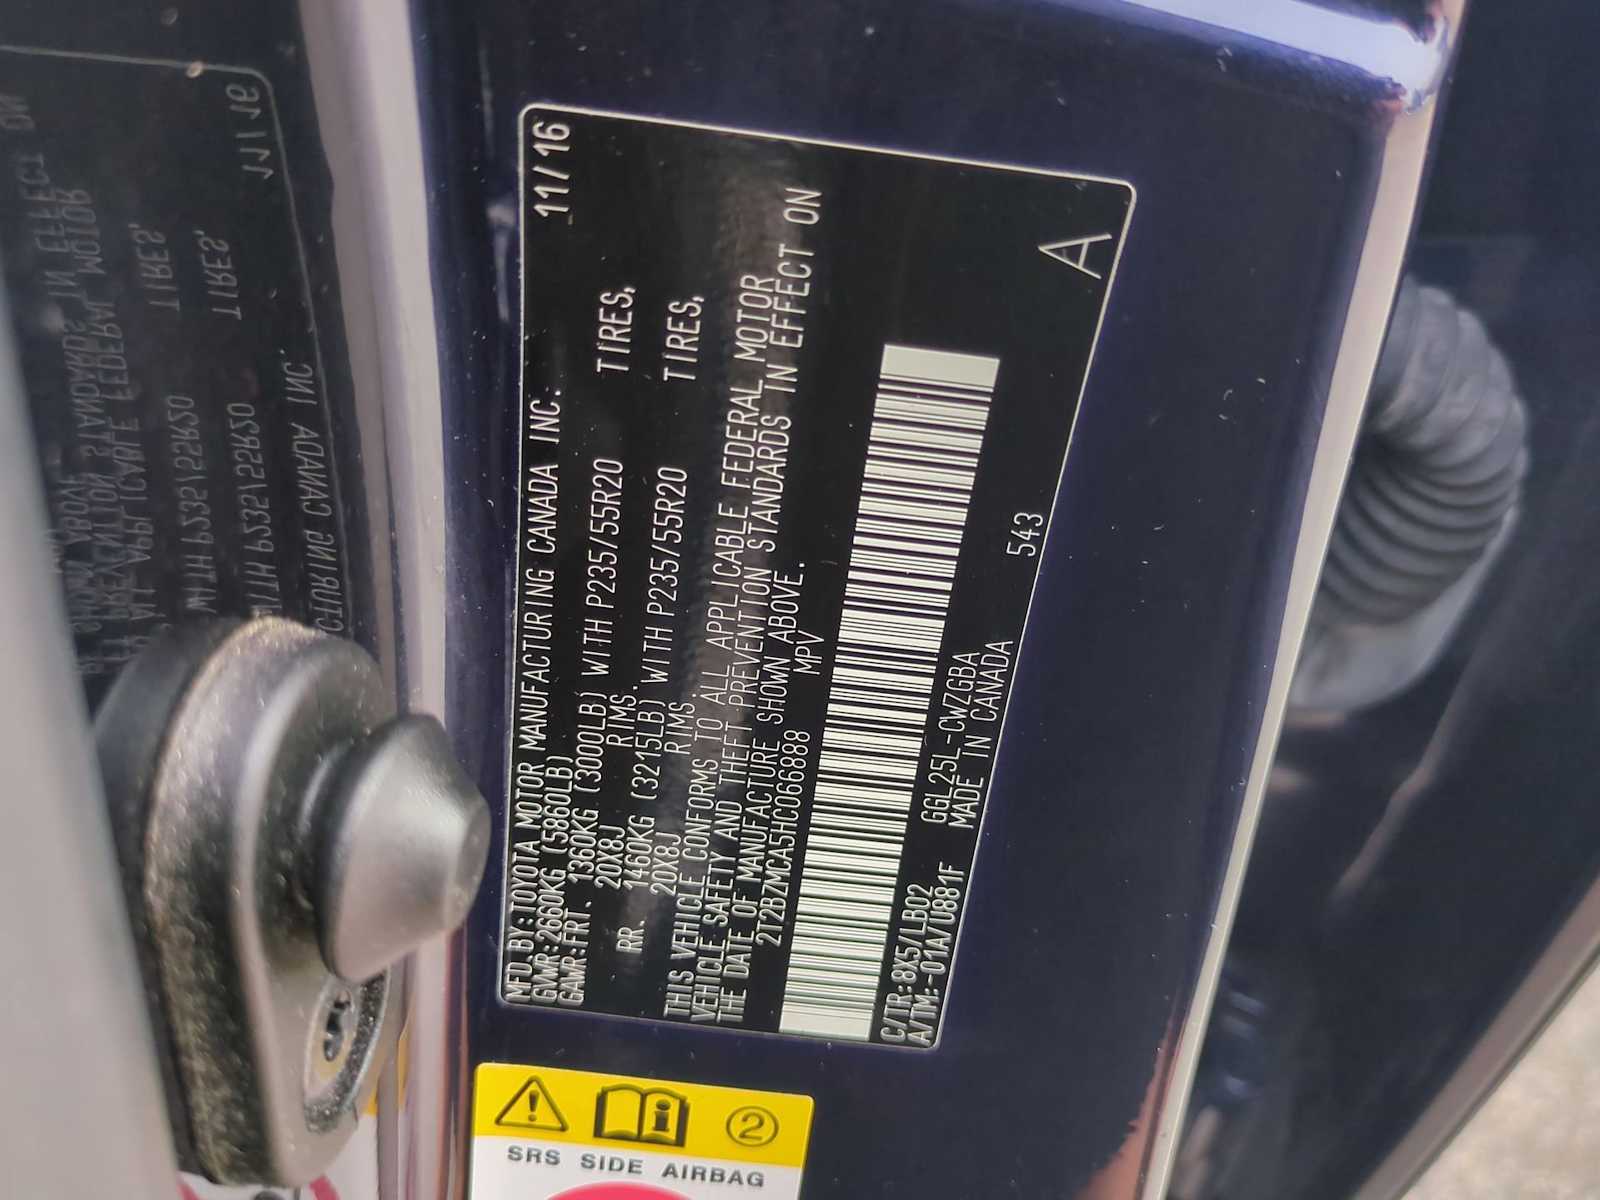 MFD.BY:TOYOTA MOTOR MANUFACTURING CANADA INC. 11/16
GVWR:2660KG (5860LB)
GAWR:FRT. 1360KG (3000LB) WITH P235/55R20 TIRES,
20X8J RIMS.
RR. 1460KG (3215LB) WITH P235/55R20 TIRES,
20X8J RIMS.
THIS VEHICLE CONFORMS TO ALL APPLICABLE FEDERAL MOTOR
VEHICLE SAFETY AND THEFT PREVENTION STANDARDS IN EFFECT ON
THE DATE OF MANUFACTURE SHOWN ABOVE.
2T2BZMCA5HC066888 MPV
C/TR:8X5/LB02 GGL25L-CWZGBA 543
A/TM:-01A/U881F MADE IN CANADA
A
2
SRS SIDE AIRBAG